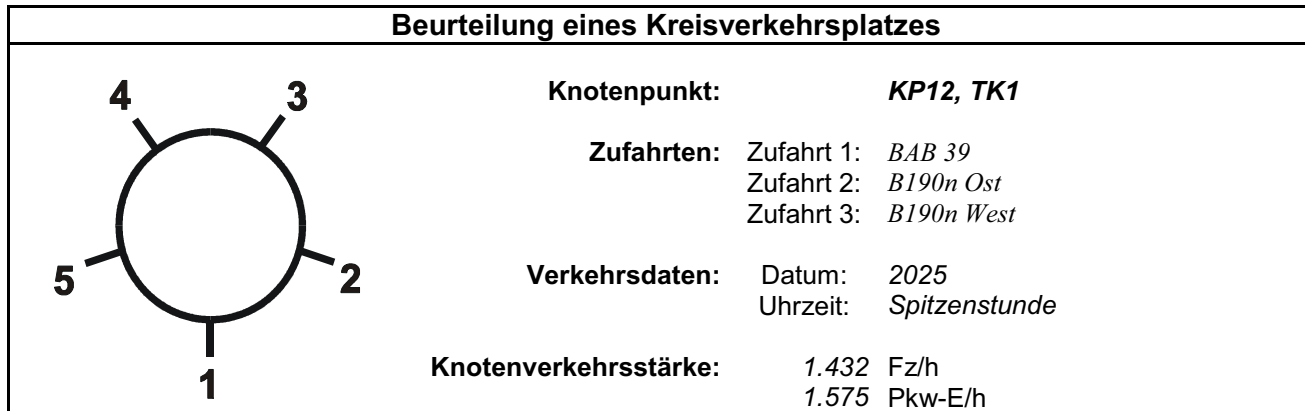 Beurteilung eines Kreisverkehrsplatzes
4 3
5 2
1
Knotenpunkt: KP12, TK1
Zufahrten: Zufahrt 1: BAB 39
Zufahrt 2: B190n Ost
Zufahrt 3: B190n West
Verkehrsdaten: Datum: 2025
Uhrzeit: Spitzenstunde
Knotenverkehrsstärke: 1.432 Fz/h
1.575 Pkw-E/h